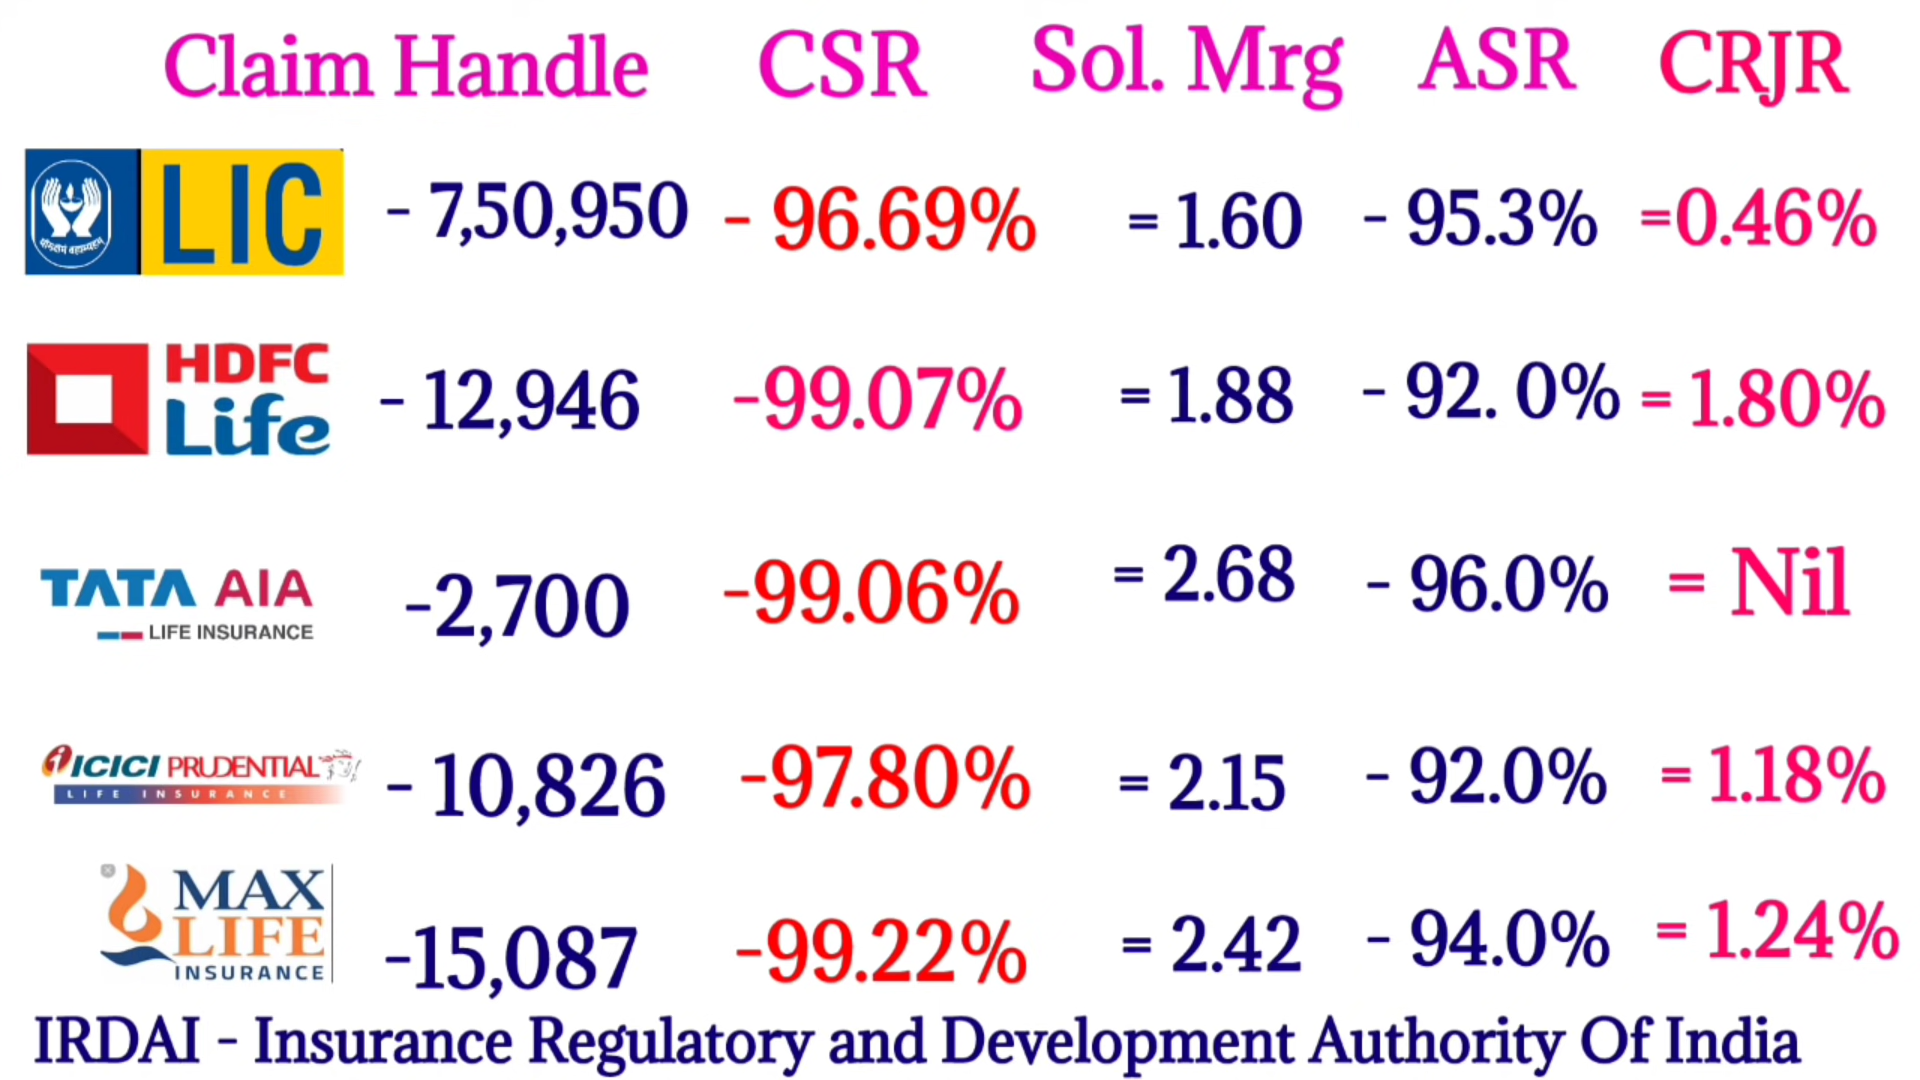 Claim Handle CSR Sol. Mrg ASR CRJR
LIC - 7,50,950 - 96.69% = 1.60 - 95.3% =0.46%
HDFC
Life - 12,946 -99.07% = 1.88 - 92. 0% = 1.80%
TATA AIA -2,700 -99.06% = 2.68 - 96.0% = Nil
LIFE INSURANCE
ICICI PRUDENTIAL - 10,826 -97.80% = 2.15 - 92.0% = 1.18%
LIFE INSURANCE
MAX
LIFE -15,087 -99.22% = 2.42 - 94.0% = 1.24%
INSURANCE
IRDAI - Insurance Regulatory and Development Authority Of India